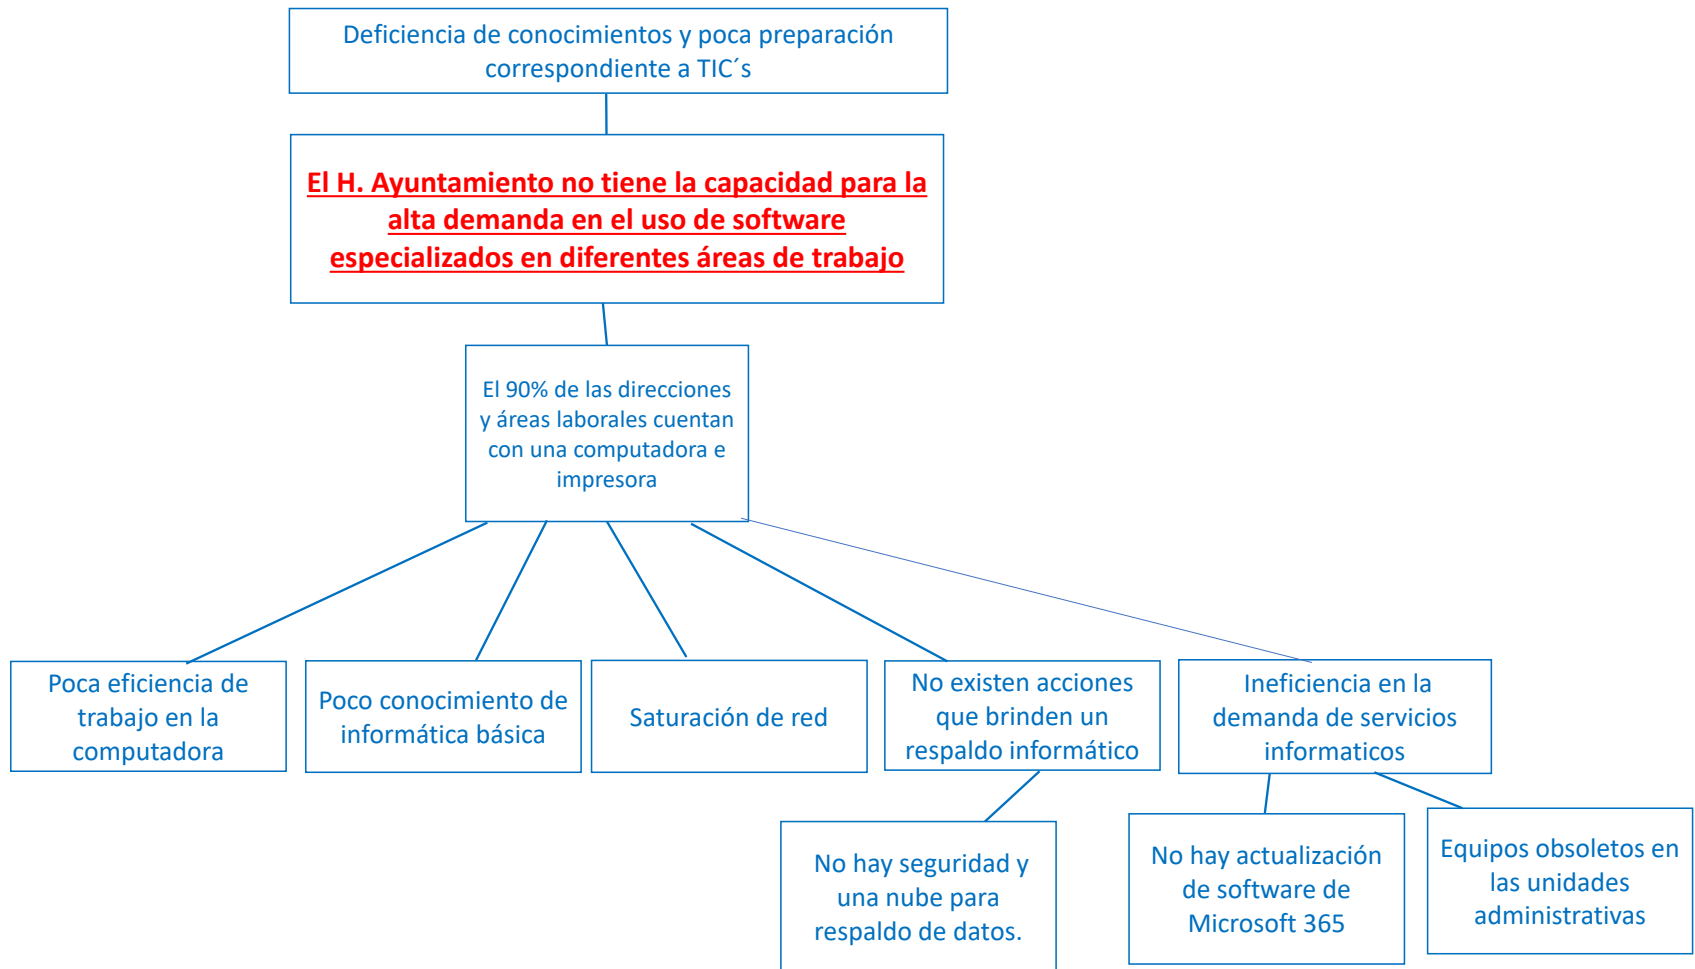 Deficiencia de conocimientos y poca preparación
correspondiente a TIC´s
El H. Ayuntamiento no tiene la capacidad para la
alta demanda en el uso de software
especializados en diferentes áreas de trabajo
El 90% de las direcciones
y áreas laborales cuentan
con una computadora e
impresora
Poca eficiencia de
trabajo en la
computadora
Poco conocimiento de
informática básica
Saturación de red
No existen acciones
que brinden un
respaldo informático
Ineficiencia en la
demanda de servicios
informaticos
No hay seguridad y
una nube para
respaldo de datos.
No hay actualización
de software de
Microsoft 365
Equipos obsoletos en
las unidades
administrativas